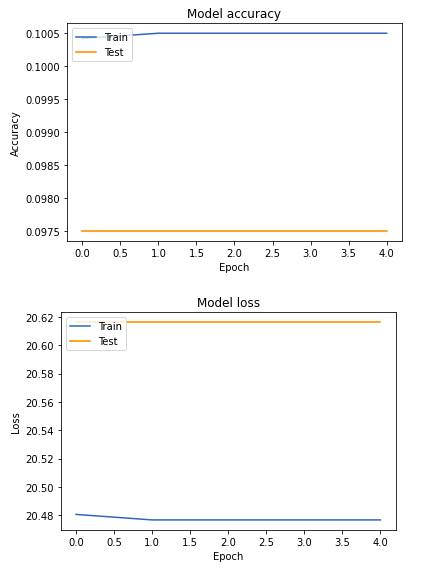 Model accuracy
0.1005
0.1000
0.0995
0.0990
0.0985
0.0980
0.0975
Accuracy
Train
Test
0.0 0.5 1.0 1.5 2.0 2.5 3.0 3.5 4.0
Epoch
Model loss
20.62
20.60
20.58
20.56
20.54
20.52
20.50
20.48
Loss
Train
Test
0.0 0.5 1.0 1.5 2.0 2.5 3.0 3.5 4.0
Epoch